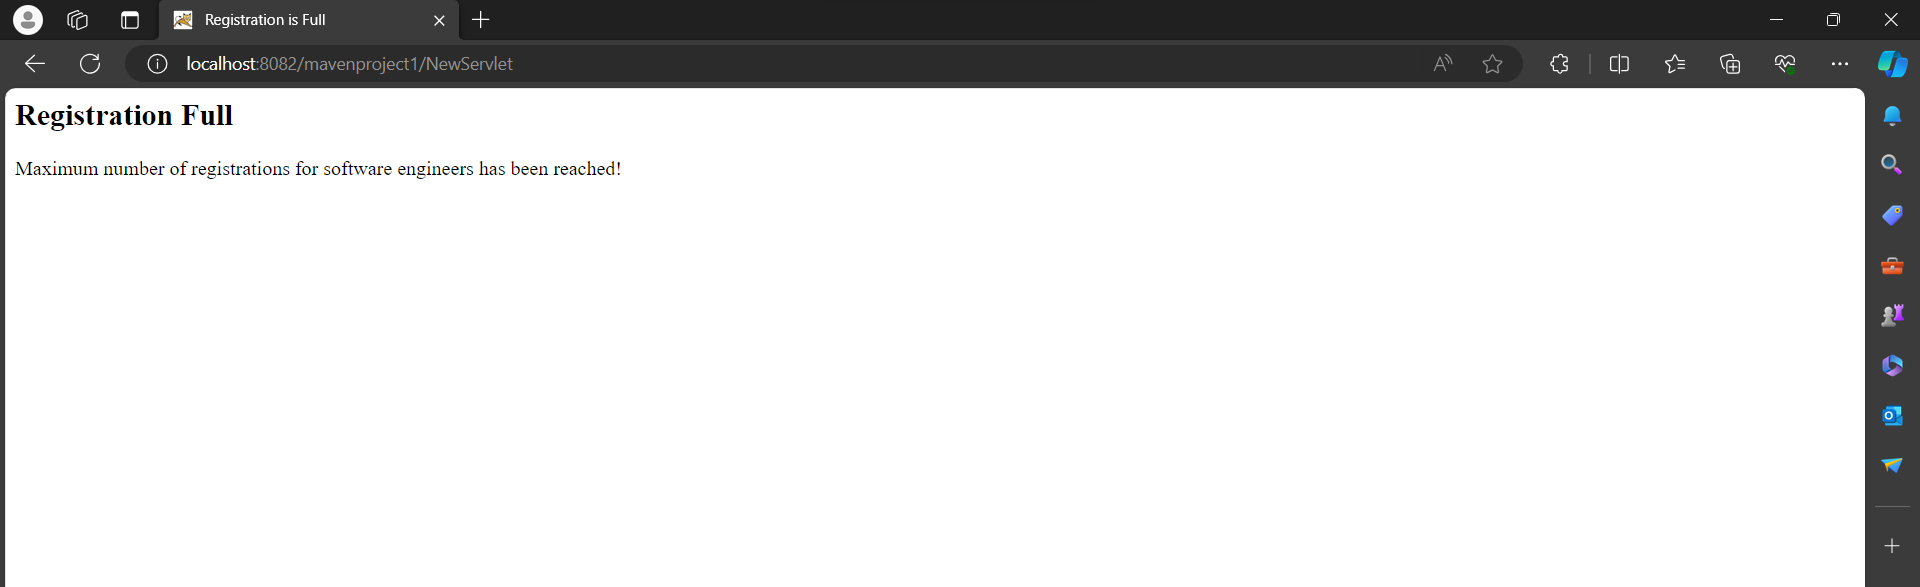 Registration is Full
localhost:8082/mavenproject1/NewServlet
Registration Full
Maximum number of registrations for software engineers has been reached!